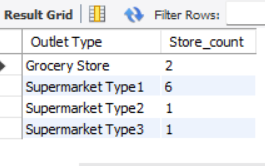 Result Grid Filter Rows:
Outlet Type Store_count
Grocery Store 2
Supermarket Type1 6
Supermarket Type2 1
Supermarket Type3 1